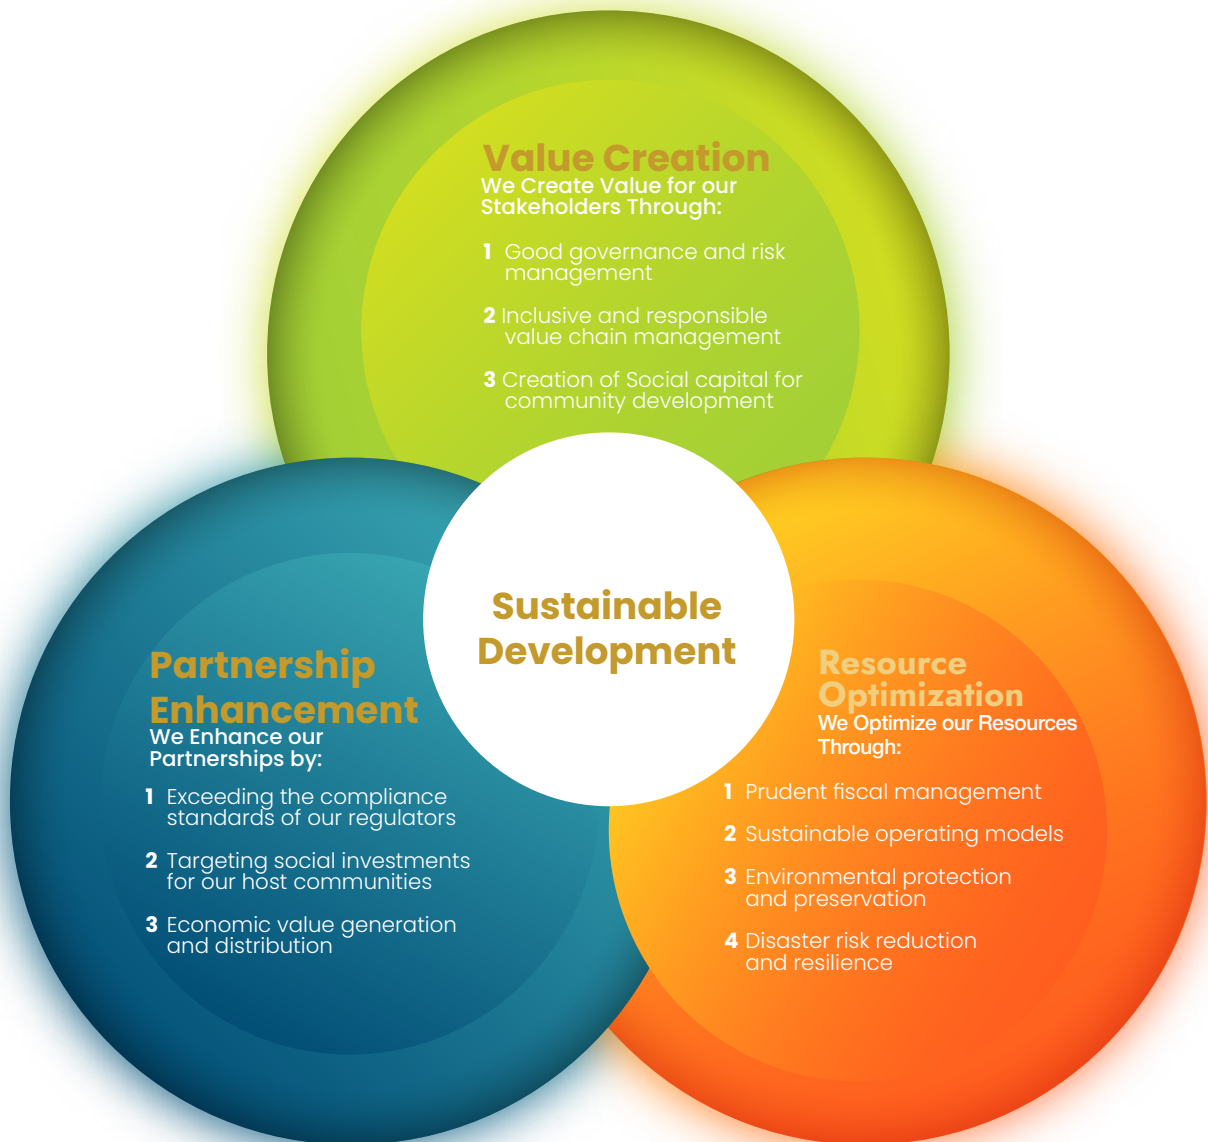 Value Creation
We Create Value for our
Stakeholders Through:
1 Good governance and risk
management
2 Inclusive and responsible
value chain management
3 Creation of Social capital for
community development
Sustainable
Development
Partnership
Enhancement
We Enhance our
Partnerships by:
1 Exceeding the compliance
standards of our regulators
2 Targeting social investments
for our host communities
3 Economic value generation
and distribution
Resource
Optimization
We Optimize our Resources
Through:
1 Prudent fiscal management
2 Sustainable operating models
3 Environmental protection
and preservation
4 Disaster risk reduction
and resilience